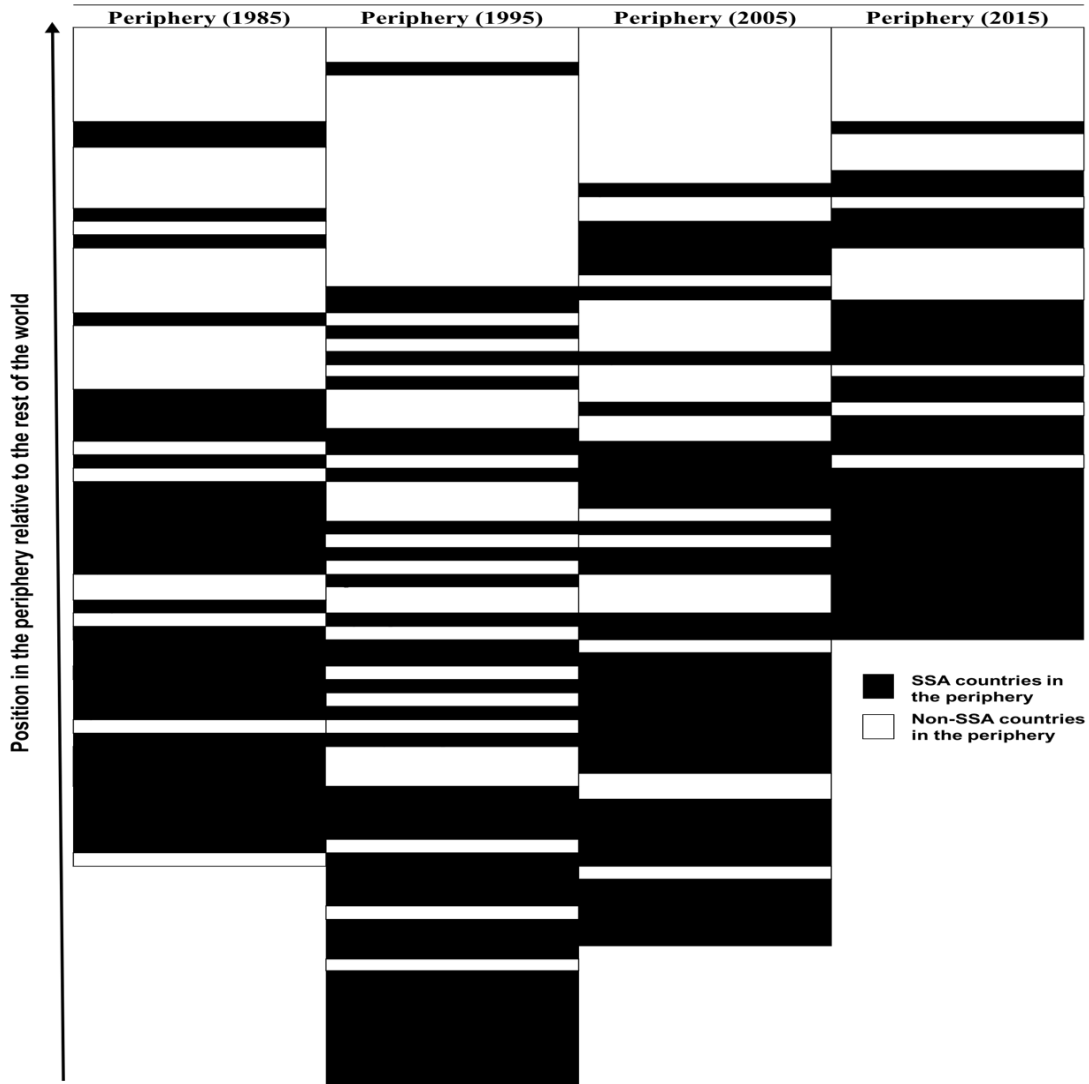 Periphery (1985)
Periphery (1995)
Periphery (2005)
Periphery (2015)
Position in the periphery relative to the rest of the world
SSA countries in
the periphery
Non-SSA countries
in the periphery